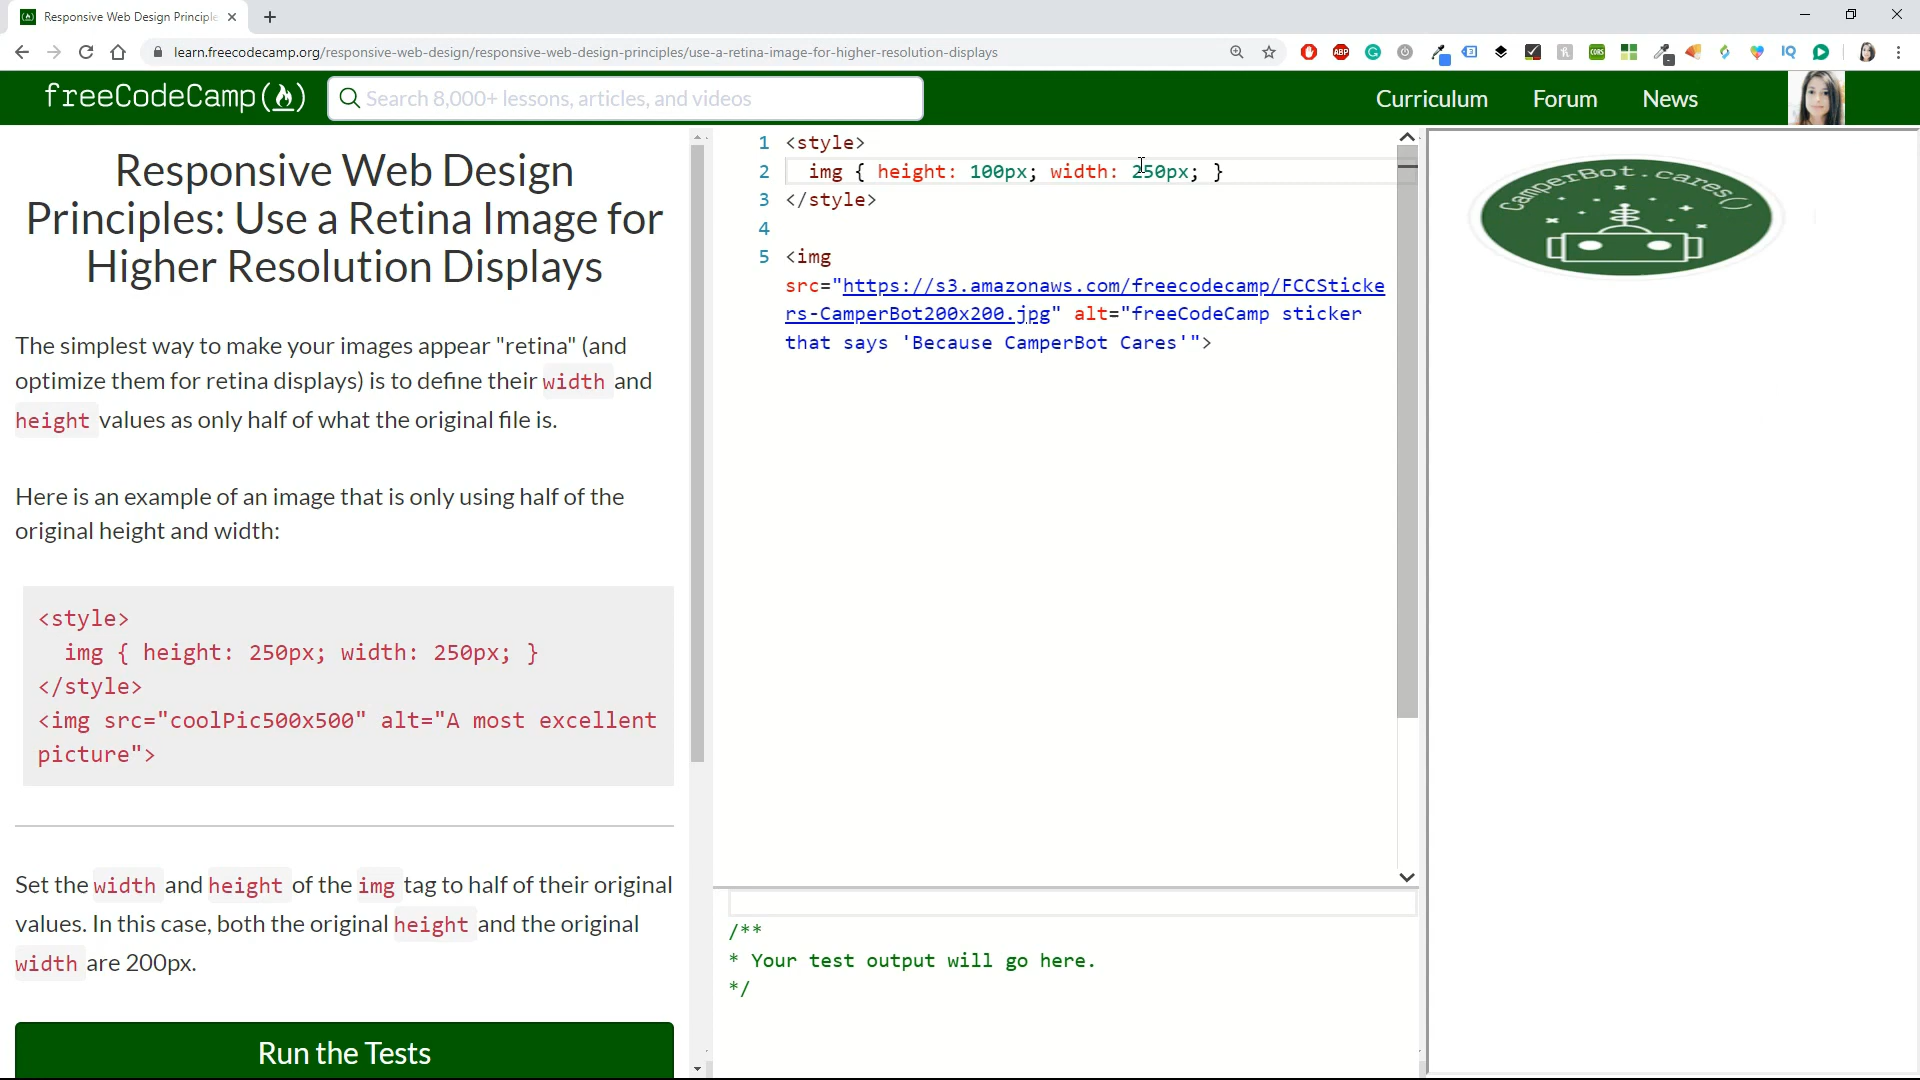 Responsive Web Design Principle
learn.freecodecamp.org/responsive-web-design/responsive-web-design-principles/use-a-retina-image-for-higher-resolution-displays
freeCodeCamp
Search 8,000+ lessons, articles, and videos
Curriculum
Forum
News
Responsive Web Design
Principles: Use a Retina Image for
Higher Resolution Displays
The simplest way to make your images appear "retina" (and
optimize them for retina displays) is to define their width and
height values as only half of what the original file is.
Here is an example of an image that is only using half of the
original height and width:
<style>
img { height: 250px; width: 250px; }
</style>
<img src="coolPic500x500" alt="A most excellent
picture">
Set the width and height of the img tag to half of their original
values. In this case, both the original height and the original
width are 200px.
Run the Tests
1 <style>
2 img { height: 100px; width: 250px; }
3 </style>
4
5 <img
src="https://s3.amazonaws.com/freecodecamp/FCCSticke
rs-CamperBot200x200.jpg" alt="freeCodeCamp sticker
that says 'Because CamperBot Cares'">
/**
* Your test output will go here.
*/
CamperBot.cares()